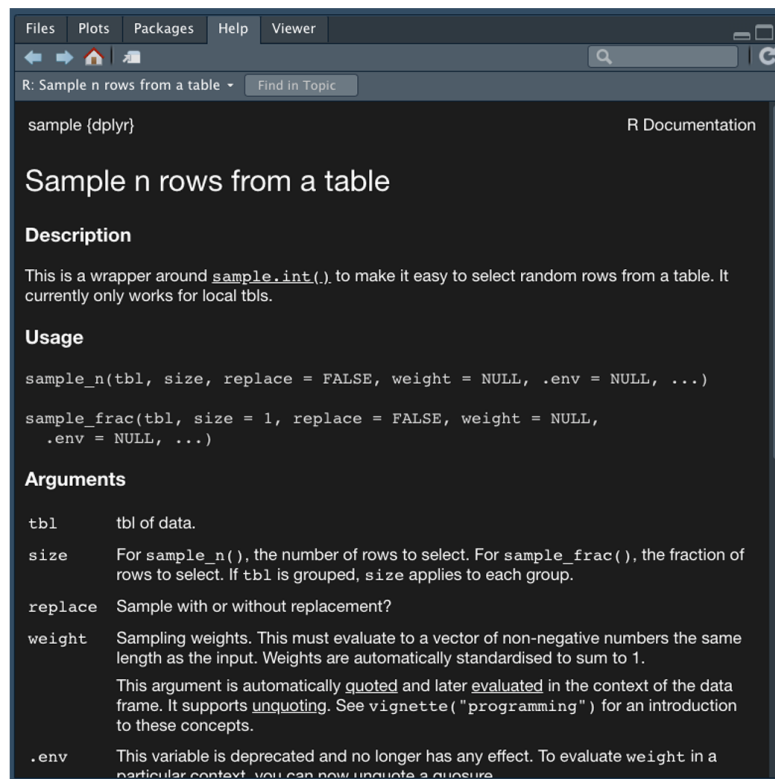 Files Plots Packages Help Viewer
R: Sample n rows from a table Find in Topic
sample {dplyr} R Documentation
Sample n rows from a table
Description
This is a wrapper around sample.int() to make it easy to select random rows from a table. It
currently only works for local tbls.
Usage
sample_n(tbl, size, replace = FALSE, weight = NULL, .env = NULL, ...)
sample_frac(tbl, size = 1, replace = FALSE, weight = NULL,
.env = NULL, ...)
Arguments
tbl tbl of data.
size For sample_n(), the number of rows to select. For sample_frac(), the fraction of
rows to select. If tbl is grouped, size applies to each group.
replace Sample with or without replacement?
weight Sampling weights. This must evaluate to a vector of non-negative numbers the same
length as the input. Weights are automatically standardised to sum to 1.
This argument is automatically quoted and later evaluated in the context of the data
frame. It supports unquoting. See vignette("programming") for an introduction
to these concepts.
.env This variable is deprecated and no longer has any effect. To evaluate weight in a
particular context, you can now unquote a quosure.